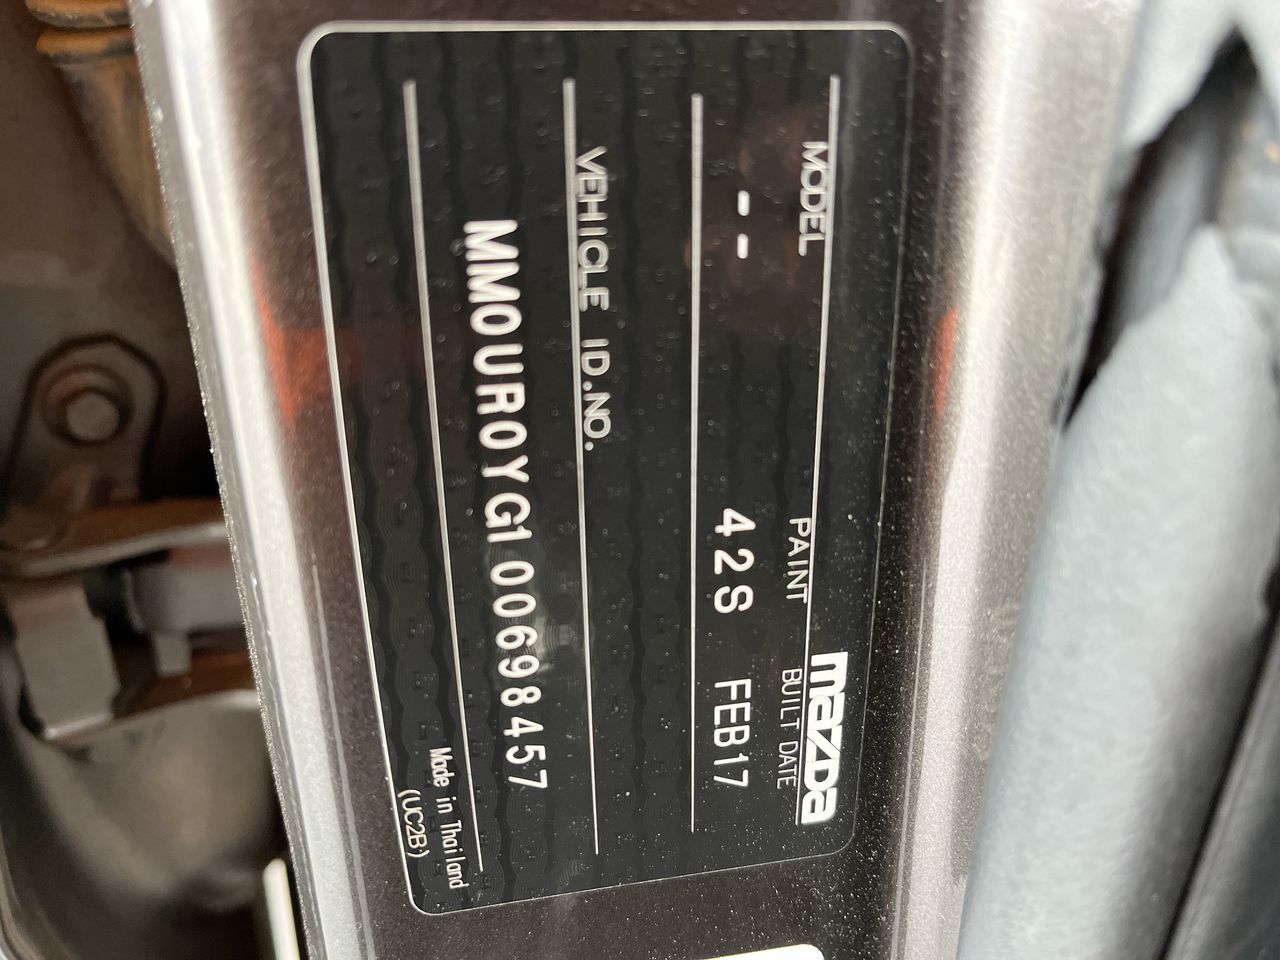 mazda
MODEL PAINT BUILT DATE
-- 42S FEB17
VEHICLE ID.NO.
MM0UR0YG100698457
Made in Thailand
(UC2B)